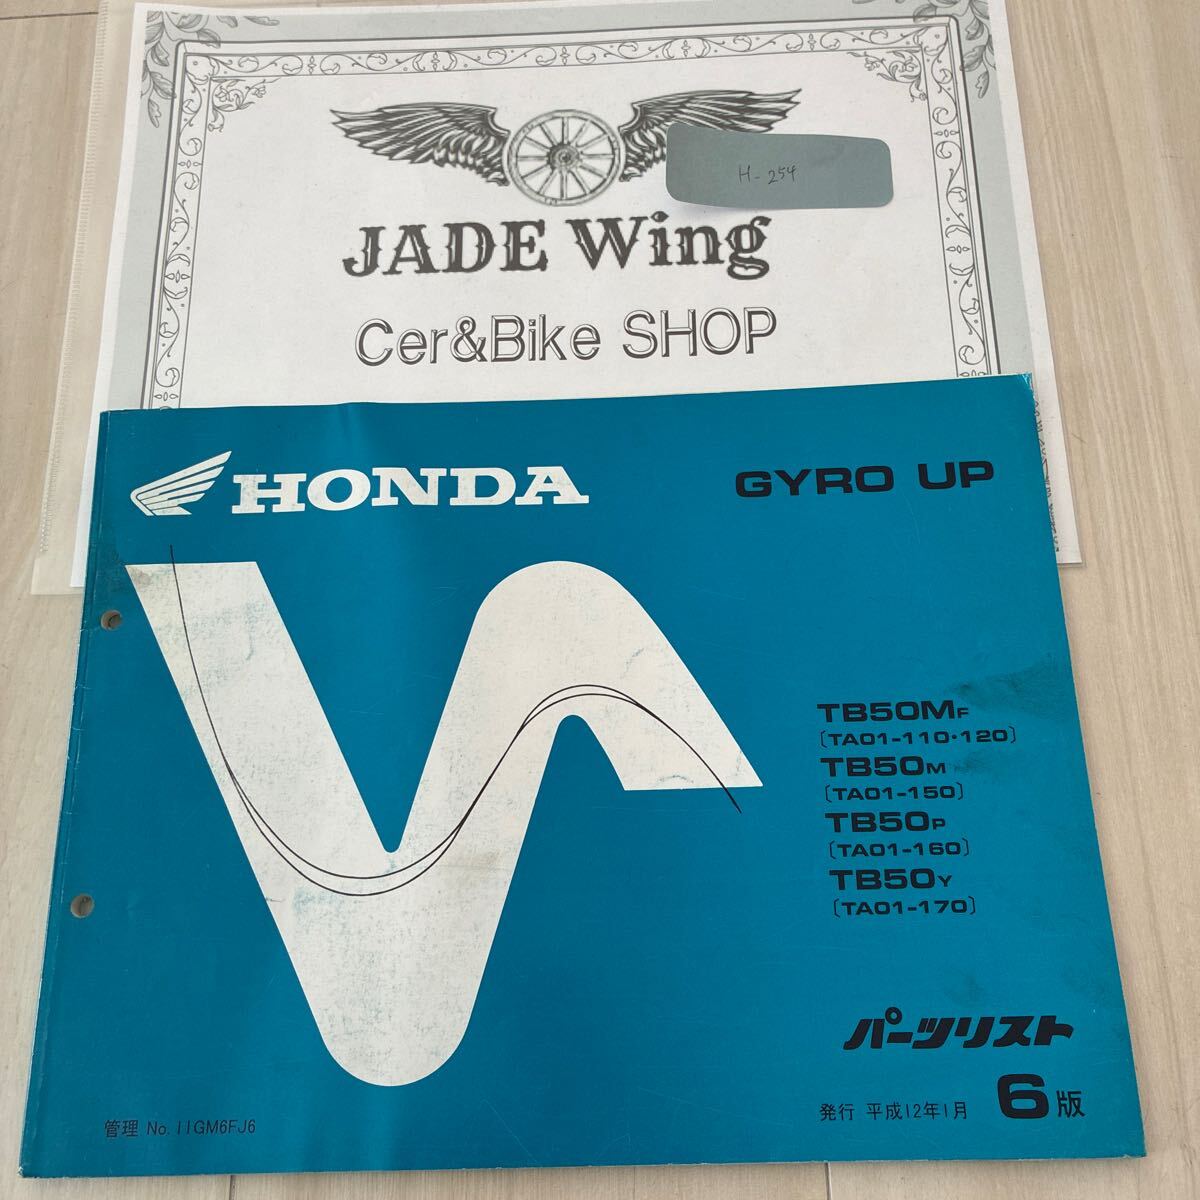 H-254
JADE Wing
Cer&Bike SHOP
HONDA
GYRO UP
TB50MF
〔TA01-110・120〕
TB50M
〔TA01-150〕
TB50P
〔TA01-160〕
TB50Y
〔TA01-170〕
パーツリスト
発行 平成12年1月 6版
管理 No. 11GM6FJ6